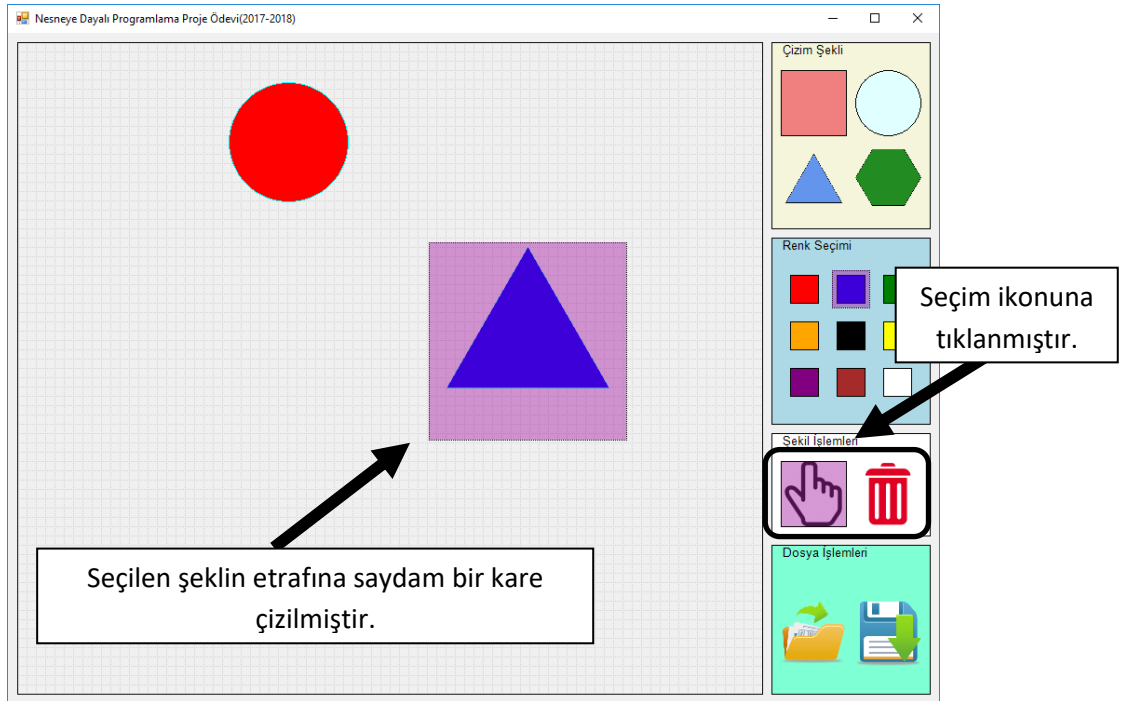 Nesneye Dayalı Programlama Proje Ödevi(2017-2018)
Çizim Şekli
Renk Seçimi
Seçim ikonuna
tıklanmıştır.
Şekil İşlemleri
Dosya İşlemleri
Seçilen şeklin etrafına saydam bir kare
çizilmiştir.